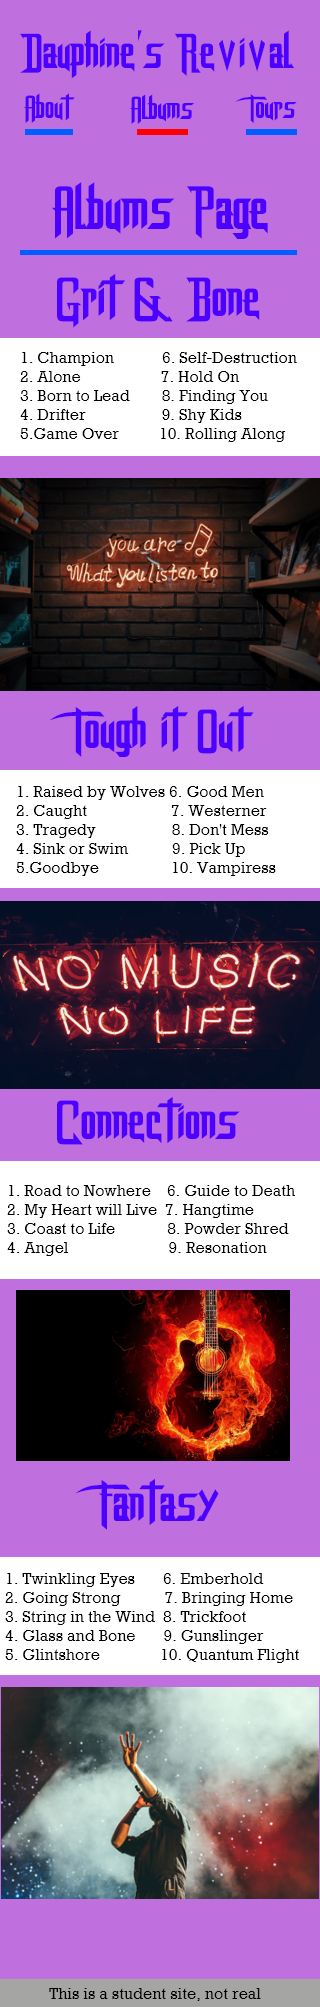 Dauphine's Revival
About Albums Tours
Albums Page
Grit & Bone
1. Champion 6. Self-Destruction
2. Alone 7. Hold On
3. Born to Lead 8. Finding You
4. Drifter 9. Shy Kids
5.Game Over 10. Rolling Along
you are
What you listen to
Tough it Out
1. Raised by Wolves 6. Good Men
2. Caught 7. Westerner
3. Tragedy 8. Don't Mess
4. Sink or Swim 9. Pick Up
5.Goodbye 10. Vampiress
NO MUSIC
NO LIFE
Connections
1. Road to Nowhere 6. Guide to Death
2. My Heart will Live 7. Hangtime
3. Coast to Life 8. Powder Shred
4. Angel 9. Resonation
Fantasy
1. Twinkling Eyes 6. Emberhold
2. Going Strong 7. Bringing Home
3. String in the Wind 8. Trickfoot
4. Glass and Bone 9. Gunslinger
5. Glintshore 10. Quantum Flight
This is a student site, not real